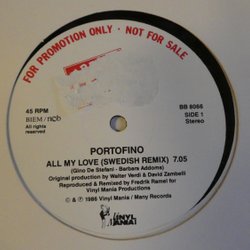 FOR PROMOTION ONLY · NOT FOR SALE
45 RPM
BIEM/ncb
All rights
reserved
BB 8066
SIDE 1
Stereo
PORTOFINO
ALL MY LOVE (SWEDISH REMIX) 7.05
(Gino De Stefani - Barbara Addoms)
Original production by Walter Verdi & David Zambelli
Reproduced & Remixed by Fredrik Ramel for
Vinyl Mania Productions
℗ © 1986 Vinyl Mania / Many Records
VINYL
MANIA!